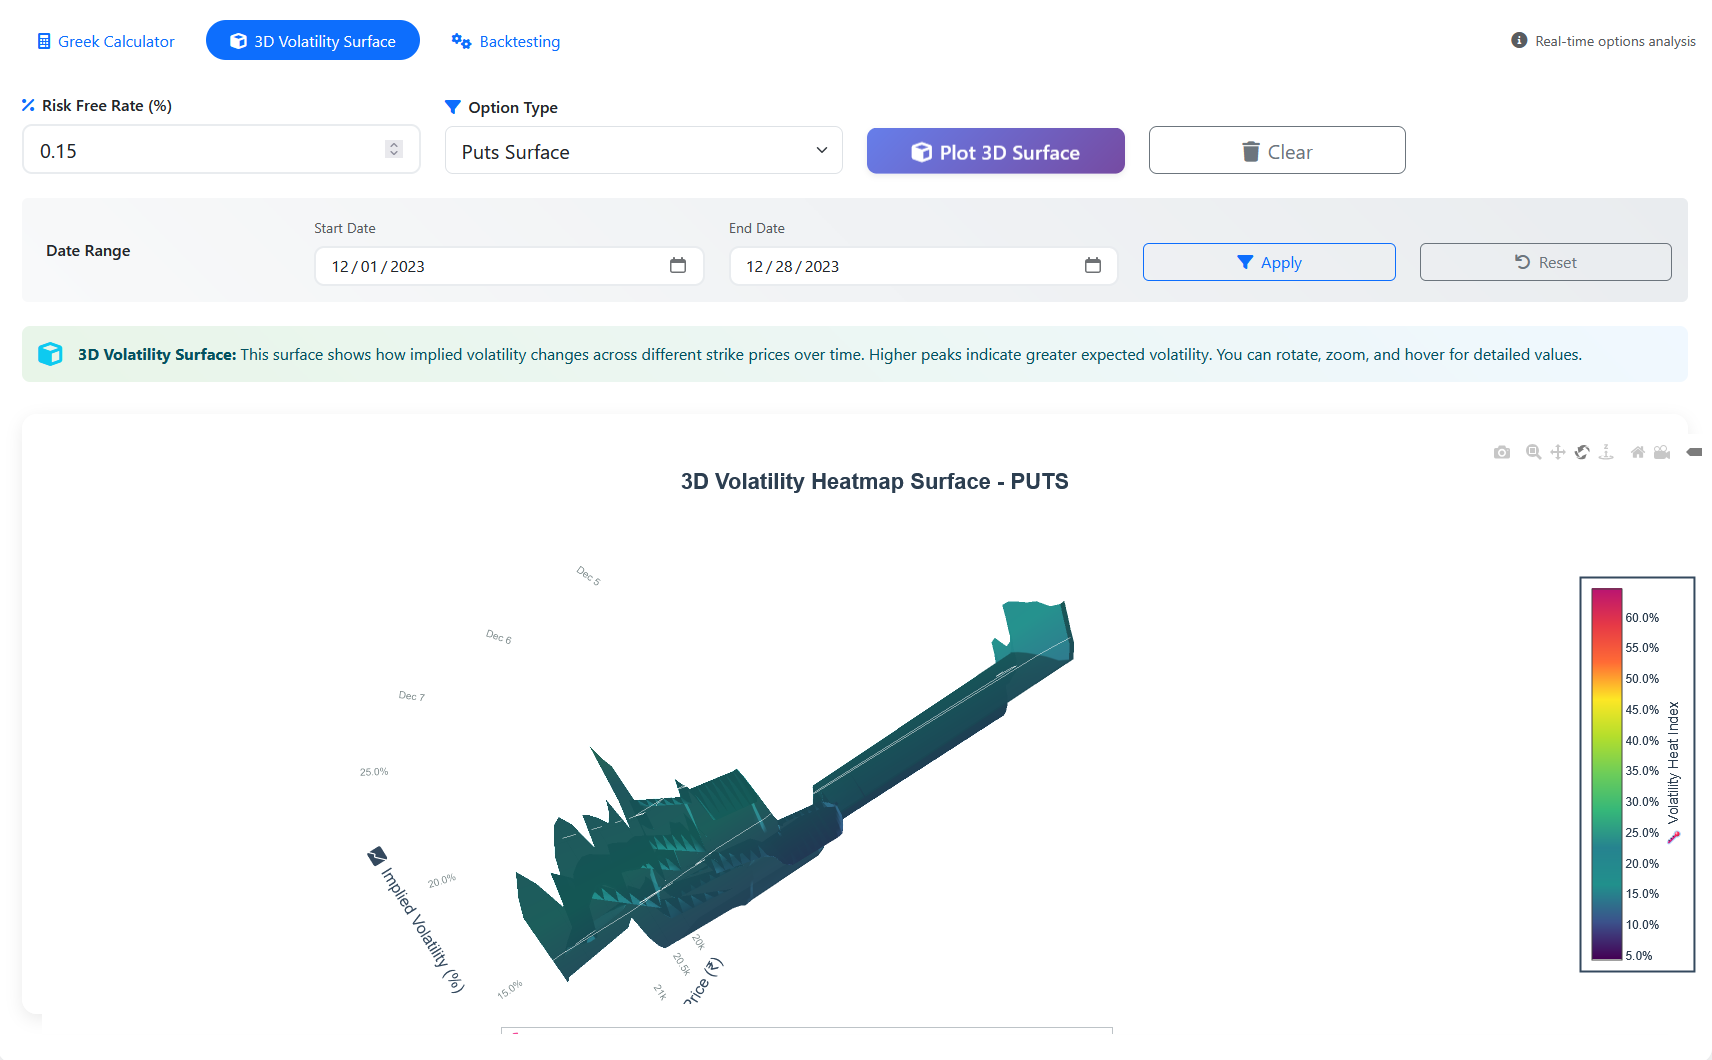 Greek Calculator
3D Volatility Surface
Backtesting
Real-time options analysis
Risk Free Rate (%)
Option Type
0.15
Puts Surface
Plot 3D Surface
Clear
Date Range
Start Date
12/01/2023
End Date
12/28/2023
Apply
Reset
3D Volatility Surface: This surface shows how implied volatility changes across different strike prices over time. Higher peaks indicate greater expected volatility. You can rotate, zoom, and hover for detailed values.
3D Volatility Heatmap Surface - PUTS
Dec 5
Dec 6
Dec 7
25.0%
20.0%
15.0%
Implied Volatility (%)
20k
20.5k
21k
Price (₹)
60.0%
55.0%
50.0%
45.0%
40.0%
35.0%
30.0%
25.0%
20.0%
15.0%
10.0%
5.0%
Volatility Heat Index